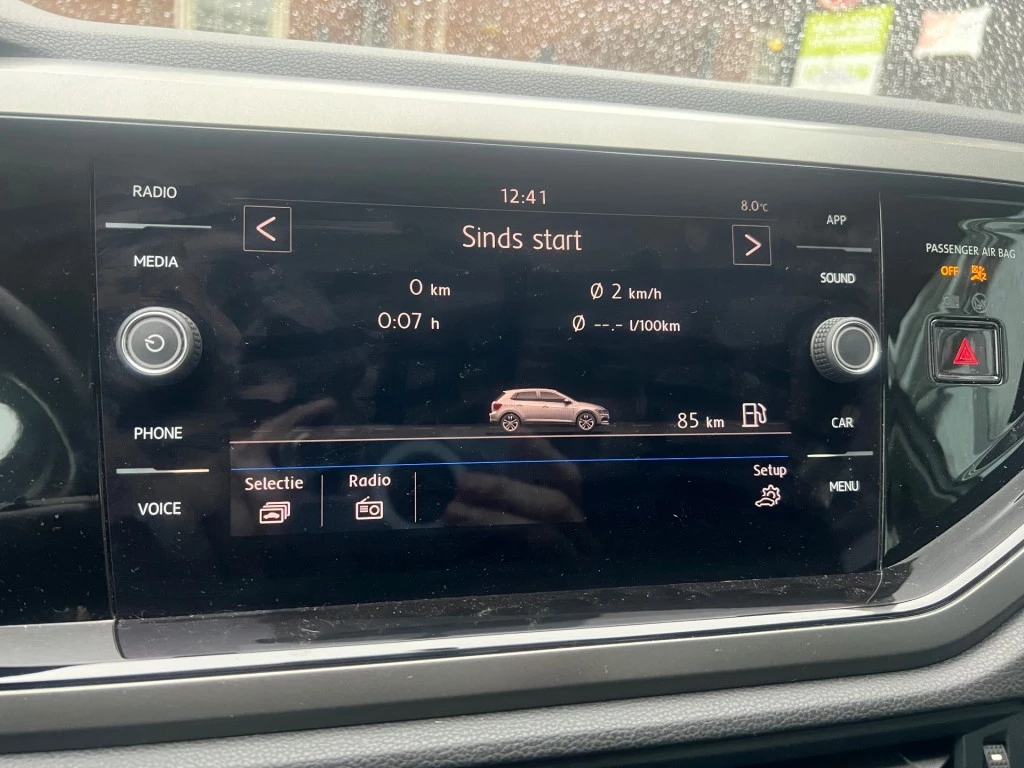 RADIO
MEDIA
PHONE
VOICE
12:41
8.0°C
<
Sinds start
>
0 km
Ø 2 km/h
0:07 h
Ø --.- l/100km
85 km
Selectie
Radio
Setup
APP
SOUND
CAR
MENU
PASSENGER AIR BAG
OFF